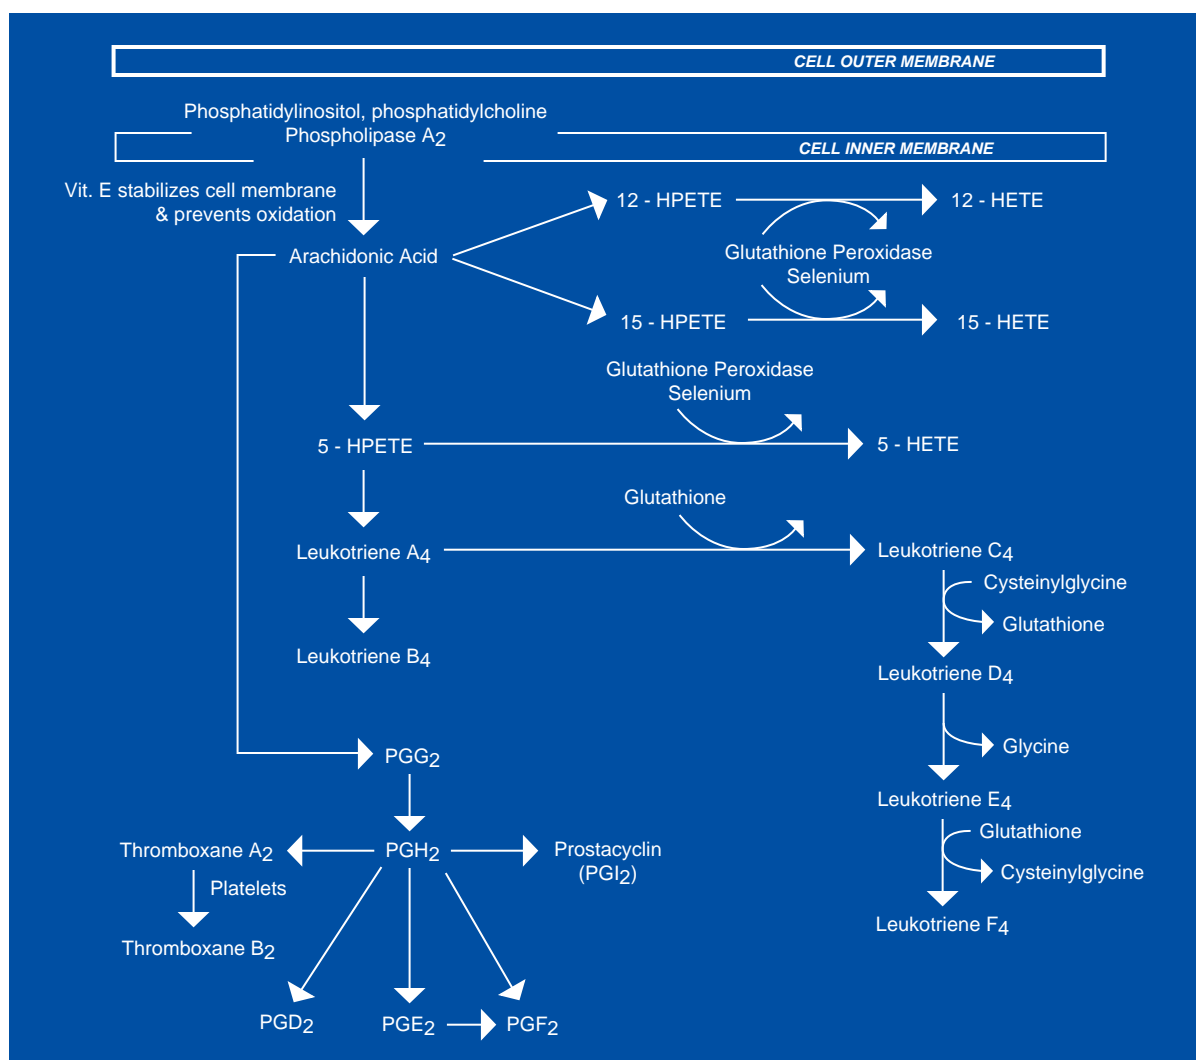 CELL OUTER MEMBRANE
Phosphatidylinositol, phosphatidylcholine
Phospholipase A2
CELL INNER MEMBRANE
Vit. E stabilizes cell membrane
& prevents oxidation
12 - HPETE
12 - HETE
Arachidonic Acid
Glutathione Peroxidase
Selenium
15 - HPETE
15 - HETE
Glutathione Peroxidase
Selenium
5 - HPETE
5 - HETE
Glutathione
Leukotriene A4
Leukotriene C4
Cysteinylglycine
Glutathione
Leukotriene B4
Leukotriene D4
Glycine
PGG2
Leukotriene E4
Glutathione
Thromboxane A2
PGH2
Prostacyclin
(PGI2)
Cysteinylglycine
Platelets
Leukotriene F4
Thromboxane B2
PGD2
PGE2
PGF2